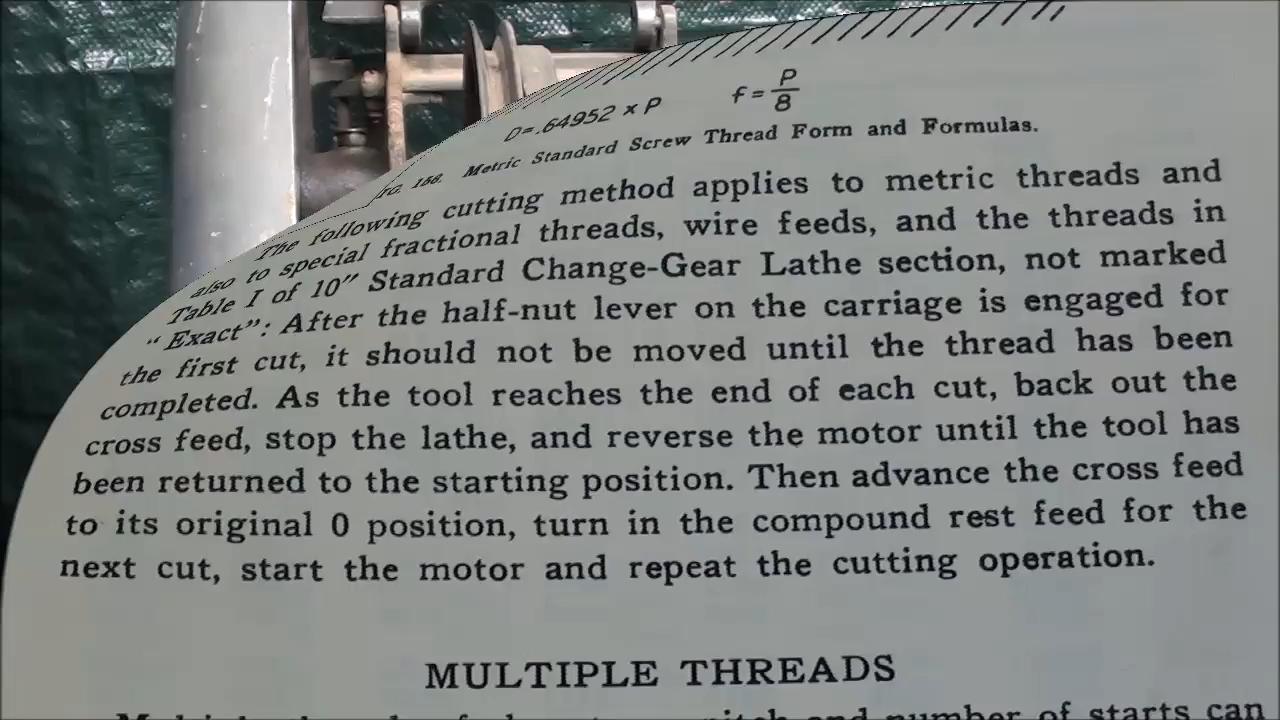 D=.64952 x P f= P/8
FIG. 158. Metric Standard Screw Thread Form and Formulas.
The following cutting method applies to metric threads and
also to special fractional threads, wire feeds, and the threads in
Table I of 10" Standard Change-Gear Lathe section, not marked
"Exact": After the half-nut lever on the carriage is engaged for
the first cut, it should not be moved until the thread has been
completed. As the tool reaches the end of each cut, back out the
cross feed, stop the lathe, and reverse the motor until the tool has
been returned to the starting position. Then advance the cross feed
to its original 0 position, turn in the compound rest feed for the
next cut, start the motor and repeat the cutting operation.
MULTIPLE THREADS
pitch and number of starts can